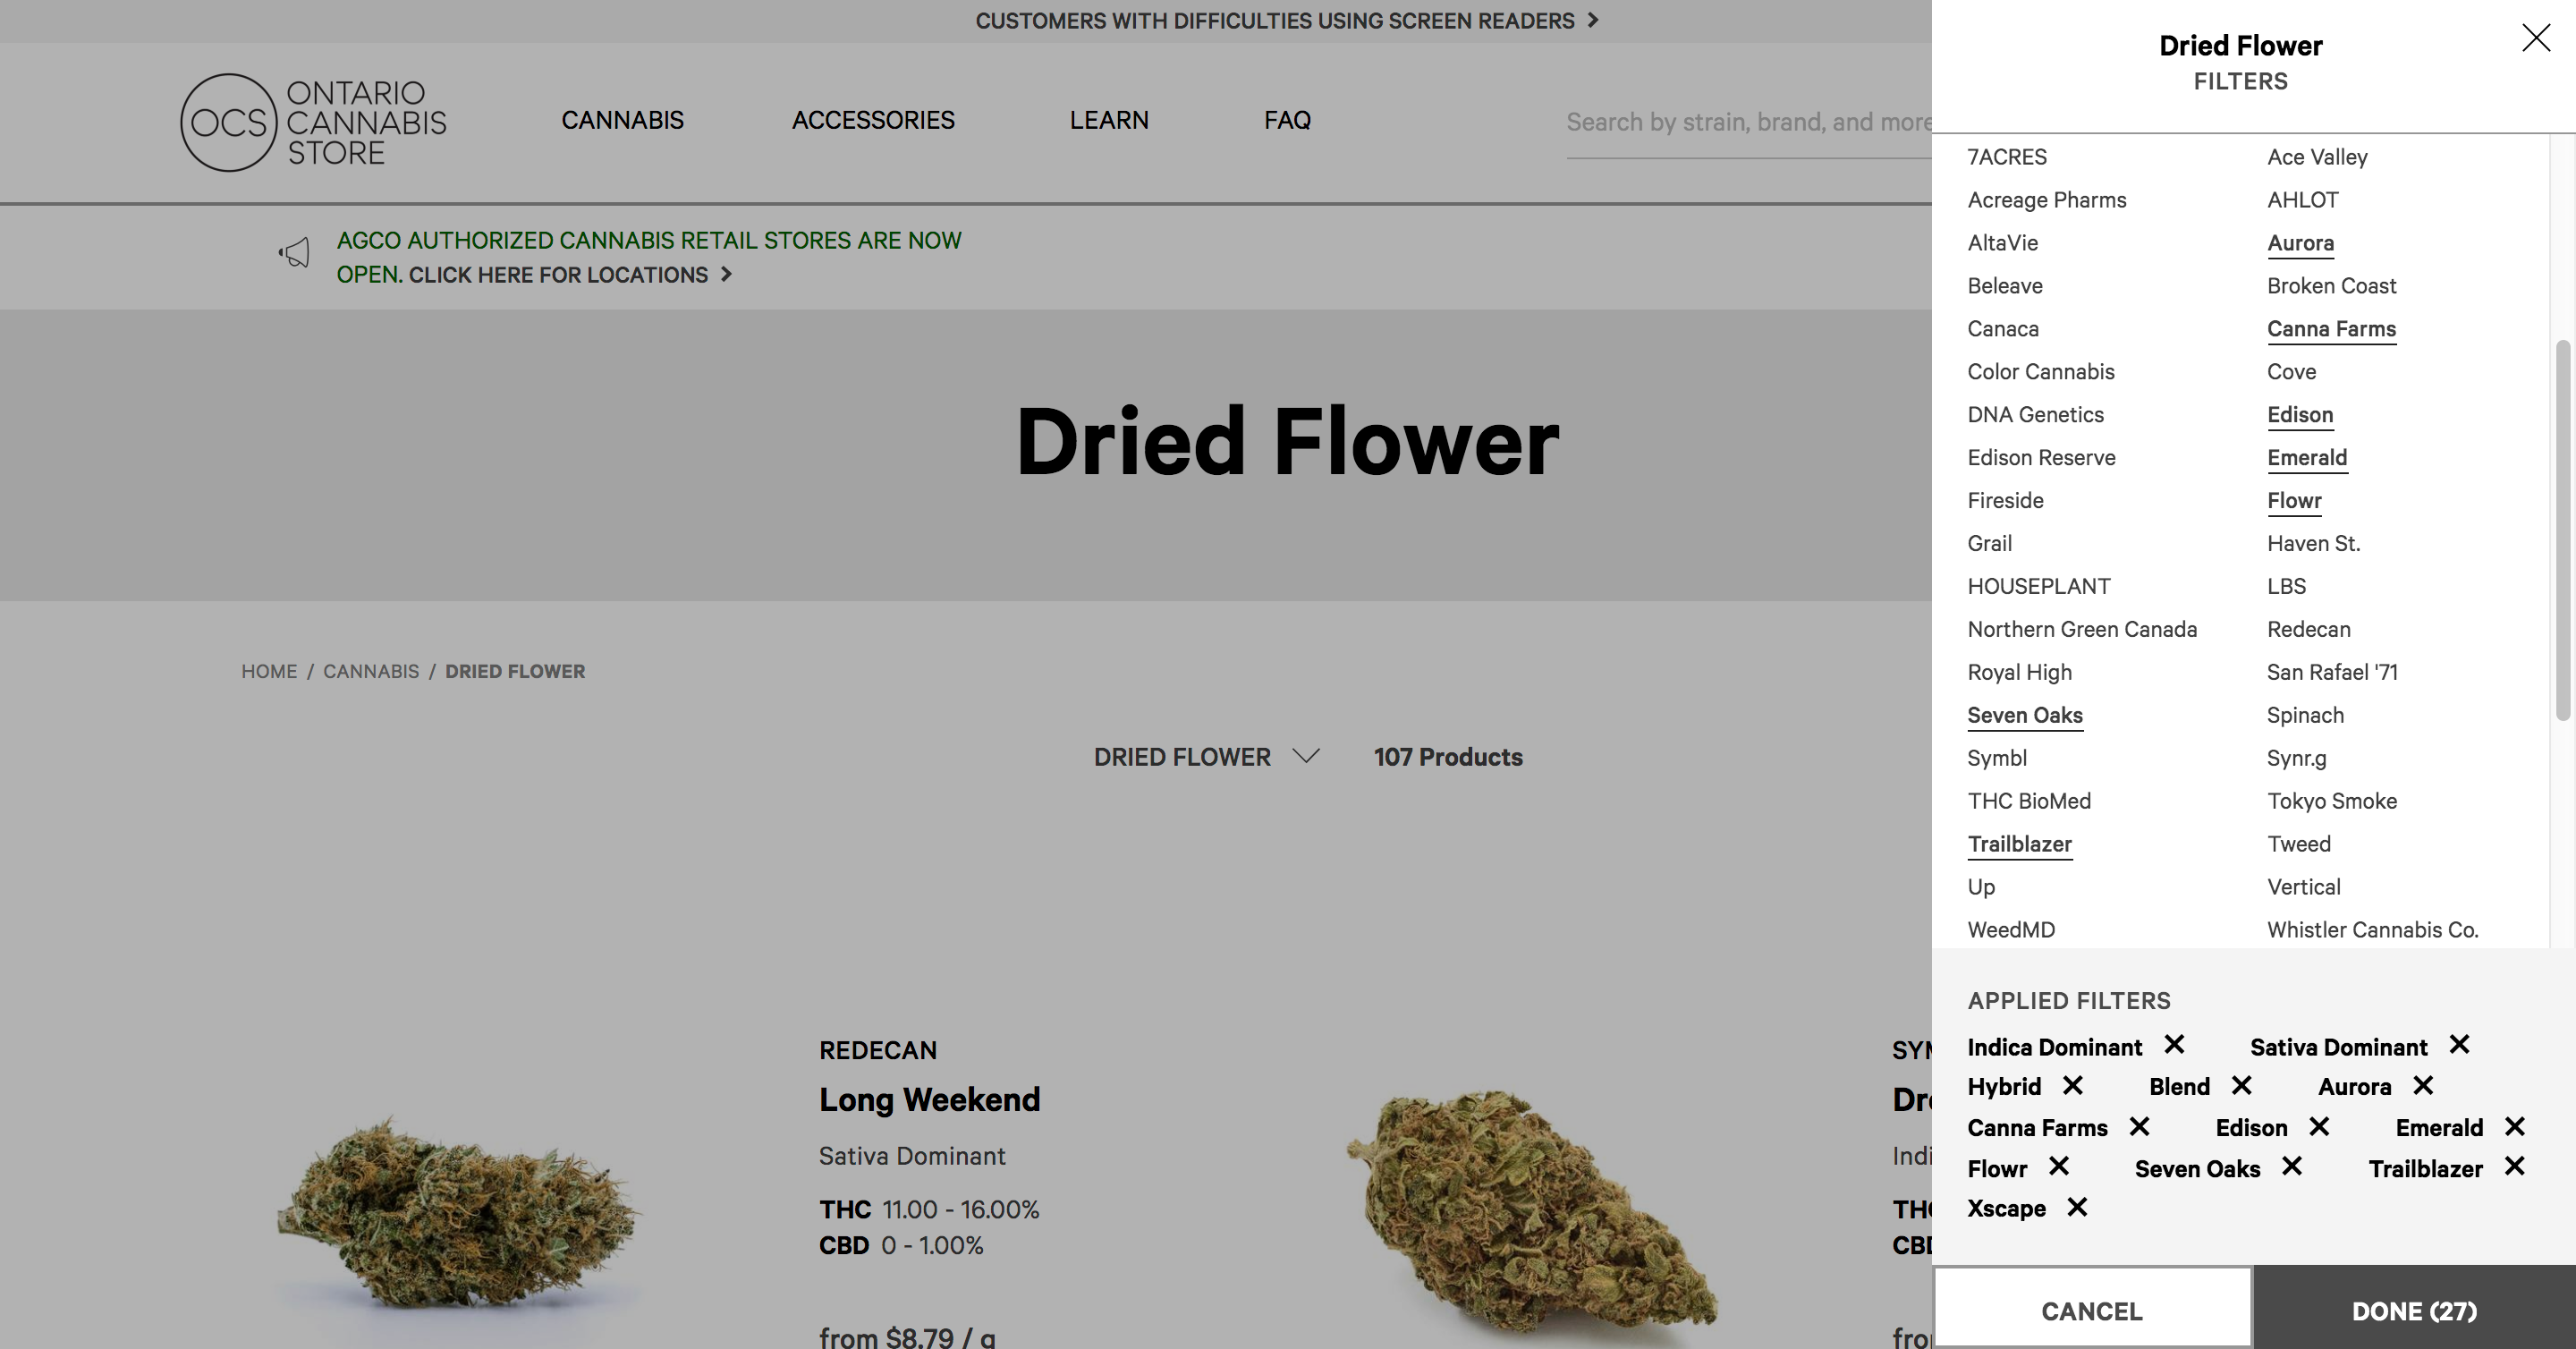 CUSTOMERS WITH DIFFICULTIES USING SCREEN READERS
OCS
ONTARIO
CANNABIS
STORE
CANNABIS
ACCESSORIES
LEARN
FAQ
Search by strain, brand, and more
AGCO AUTHORIZED CANNABIS RETAIL STORES ARE NOW
OPEN. CLICK HERE FOR LOCATIONS
Dried Flower
HOME / CANNABIS / DRIED FLOWER
DRIED FLOWER
107 Products
REDECAN
Long Weekend
Sativa Dominant
THC 11.00 - 16.00%
CBD 0 - 1.00%
from $8.79 / g
Dried Flower
FILTERS
7ACRES
Ace Valley
Acreage Pharms
AHLOT
AltaVie
Aurora
Beleave
Broken Coast
Canaca
Canna Farms
Color Cannabis
Cove
DNA Genetics
Edison
Edison Reserve
Emerald
Fireside
Flowr
Grail
Haven St.
HOUSEPLANT
LBS
Northern Green Canada
Redecan
Royal High
San Rafael '71
Seven Oaks
Spinach
Symbl
Synr.g
THC BioMed
Tokyo Smoke
Trailblazer
Tweed
Up
Vertical
WeedMD
Whistler Cannabis Co.
APPLIED FILTERS
Indica Dominant
Sativa Dominant
Hybrid
Blend
Aurora
Canna Farms
Edison
Emerald
Flowr
Seven Oaks
Trailblazer
Xscape
CANCEL
DONE (27)